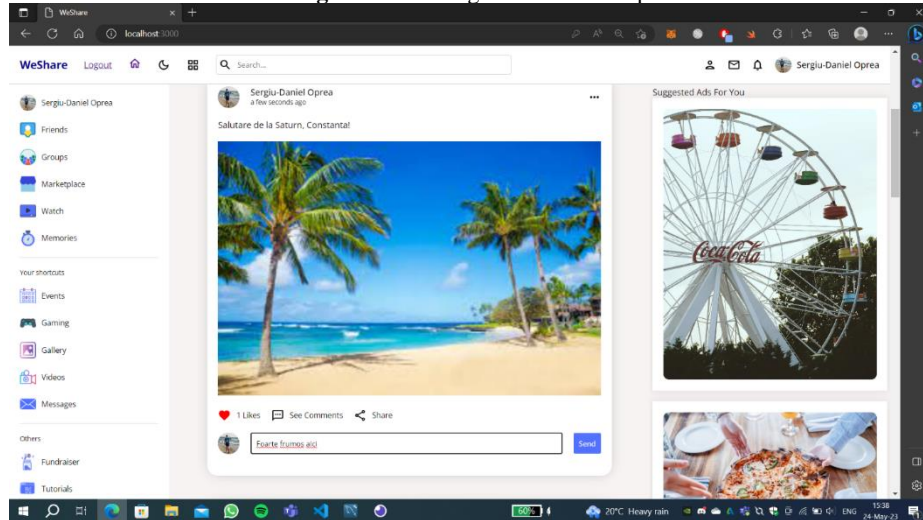 WeShare
localhost:3000
WeShare Logout Search... Sergiu-Daniel Oprea
Sergiu-Daniel Oprea
Friends
Groups
Marketplace
Watch
Memories
Your shortcuts
Events
Gaming
Gallery
Videos
Messages
Others
Fundraiser
Tutorials
Sergiu-Daniel Oprea
a few seconds ago
Salutare de la Saturn, Constanta!
1 Likes See Comments Share
Foarte frumos aici Send
Suggested Ads For You
Coca-Cola
60% 20°C Heavy rain ENG 15:38
24-May-23